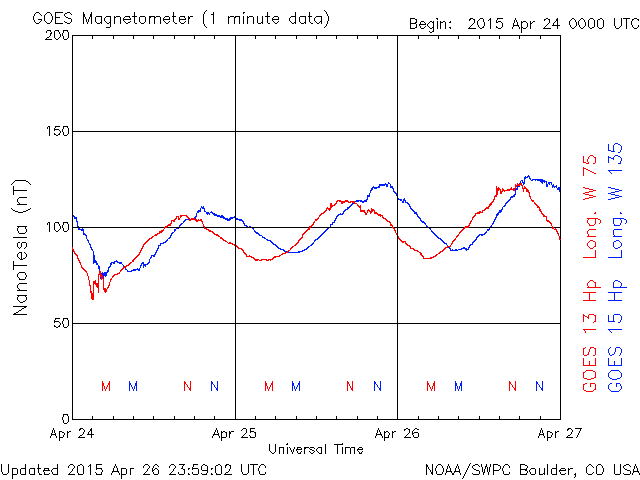 GOES Magnetometer (1 minute data)
Begin: 2015 Apr 24 0000 UTC
200
150
100
50
0
NanoTesla (nT)
M M N N M M N N M M N N
Apr 24 Apr 25 Apr 26 Apr 27
Universal Time
GOES 13 Hp Long. W 75
GOES 15 Hp Long. W 135
Updated 2015 Apr 26 23:59:02 UTC
NOAA/SWPC Boulder, CO USA